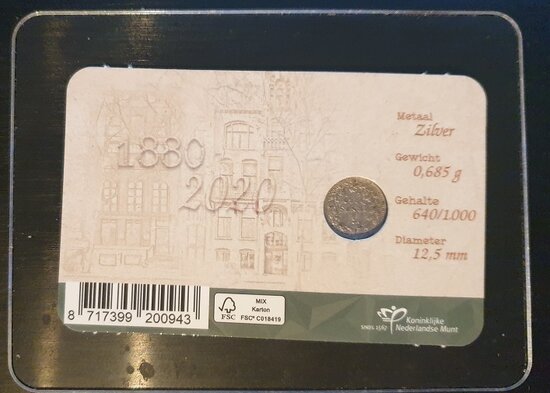 1880-
2020
Metaal
Zilver
Gewicht
0,685 g
Gehalte
640/1.000
Diameter
12,5 mm
8 717399 200943
FSC
MIX
Karton
FSC® C018419
SINDS 1567
Koninklijke
Nederlandse Munt